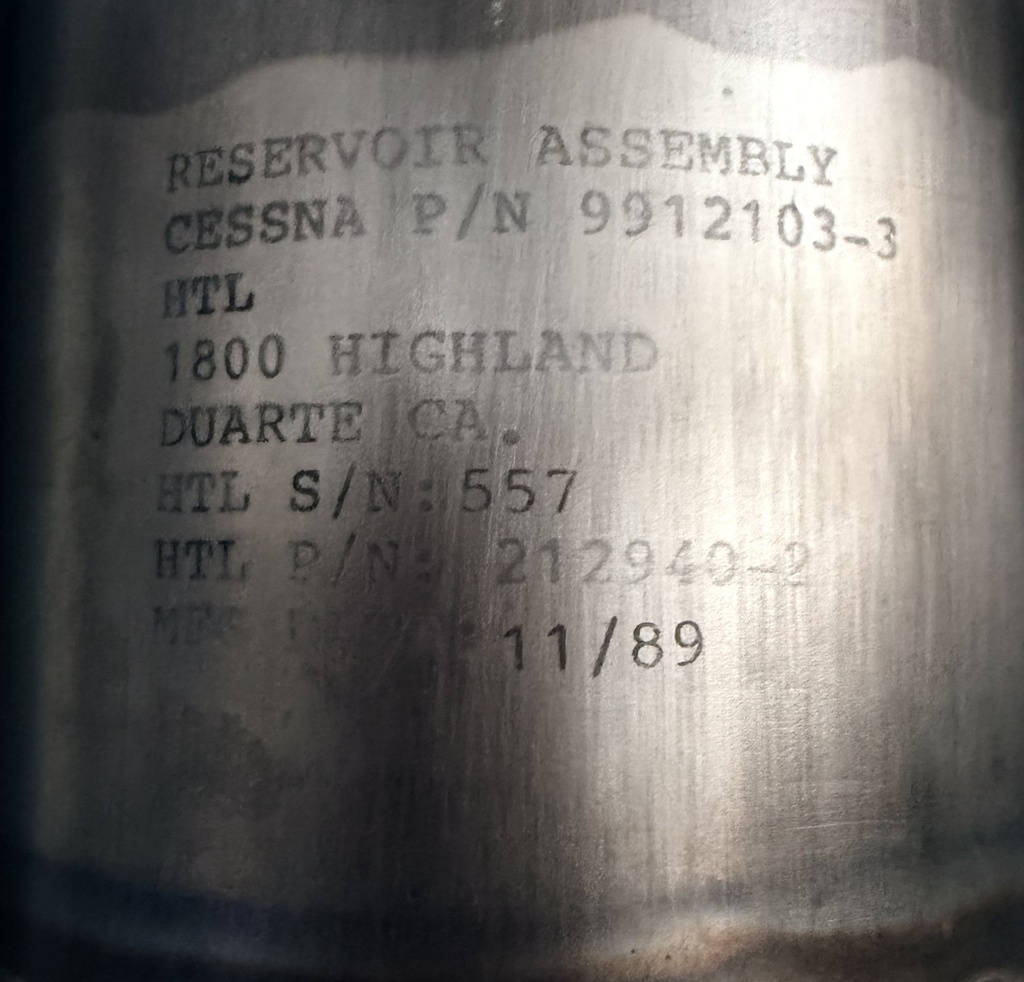 RESERVOIR ASSEMBLY
CESSNA P/N 9912103-3
HTL
1800 HIGHLAND
DUARTE CA.
HTL S/N: 557
HTL P/N: 212940-2
11/89